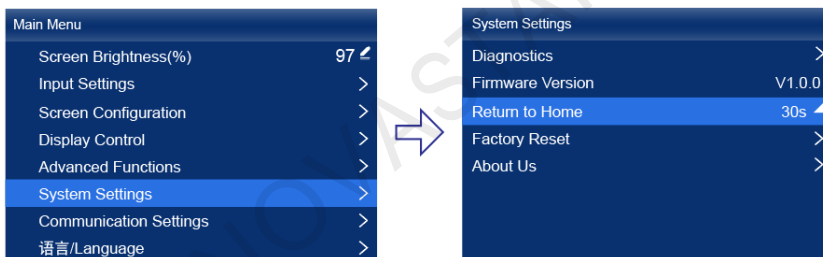 Main Menu
Screen Brightness(%) 97
Input Settings
Screen Configuration
Display Control
Advanced Functions
System Settings
Communication Settings
语言/Language
System Settings
Diagnostics
Firmware Version V1.0.0
Return to Home 30s
Factory Reset
About Us
NOVASTA